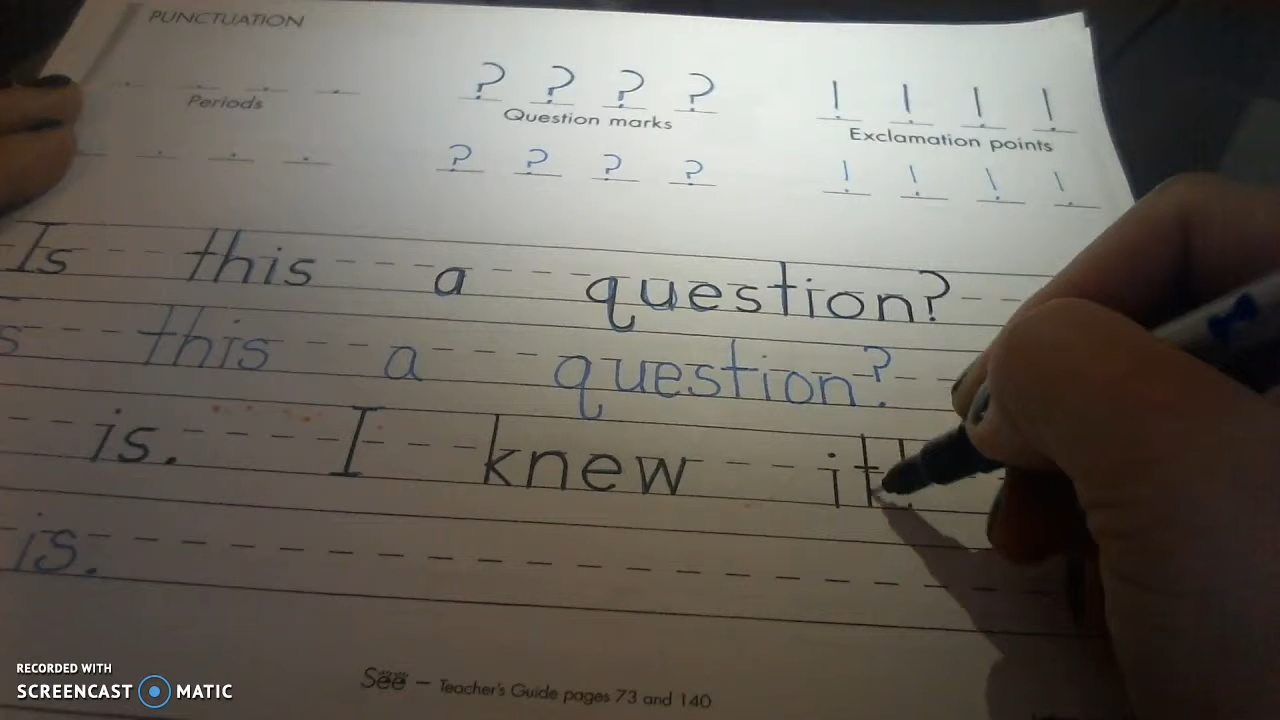 PUNCTUATION
? ? ? ? ! ! ! !
Periods Question marks Exclamation points
. . . . ? ? ? ? ! ! ! !
Is this a question?
s this a question?
is. I knew it!
is.
See — Teacher's Guide pages 73 and 140
RECORDED WITH
SCREENCAST MATIC